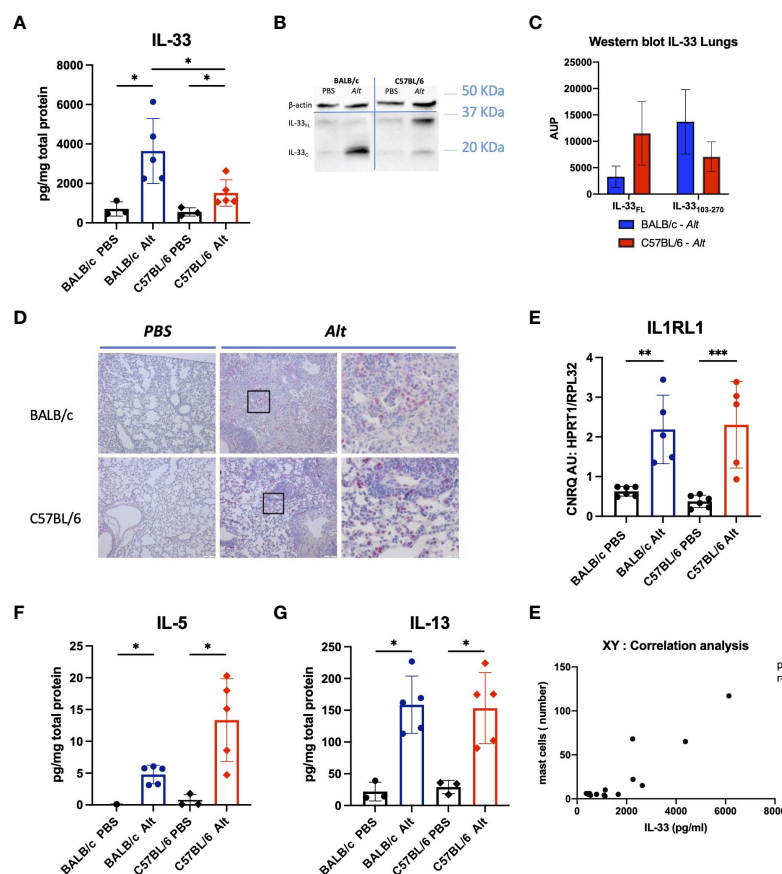 A
IL-33
pg/mg total protein
8000
6000
4000
2000
0
*
*
*
BALB/c PBS
BALB/c Alt
C57BL/6 PBS
C57BL/6 Alt
B
BALB/c
C57BL/6
PBS
Alt
PBS
Alt
β-actin
IL-33FL
IL-33C
50 KDa
37 KDa
20 KDa
C
Western blot IL-33 Lungs
AUP
25000
20000
15000
10000
5000
0
IL-33FL
IL-33103-270
BALB/c - Alt
C57BL/6 - Alt
D
PBS
Alt
BALB/c
C57BL/6
E
IL1RL1
CNRQ AU: HPRT1/RPL32
4
3
2
1
0
**
***
BALB/c PBS
BALB/c Alt
C57BL/6 PBS
C57BL/6 Alt
F
IL-5
pg/mg total protein
25
20
15
10
5
0
*
*
BALB/c PBS
BALB/c Alt
C57BL/6 PBS
C57BL/6 Alt
G
IL-13
pg/mg total protein
250
200
150
100
50
0
*
*
BALB/c PBS
BALB/c Alt
C57BL/6 PBS
C57BL/6 Alt
E
XY : Correlation analysis
p
r=
mast cells ( number)
150
100
50
0
0
2000
4000
6000
8000
IL-33 (pg/ml)